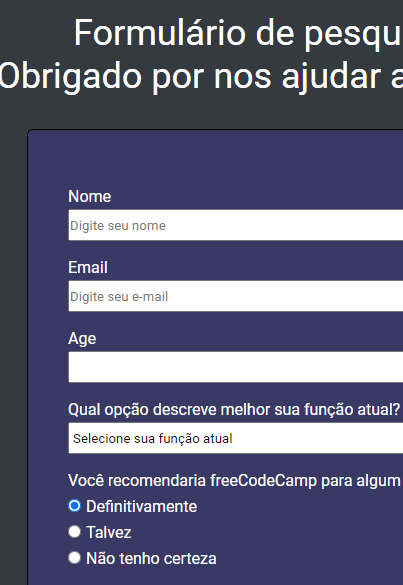 Formulário de pesqu
Obrigado por nos ajudar a
Nome
Digite seu nome
Email
Digite seu e-mail
Age
Qual opção descreve melhor sua função atual?
Selecione sua função atual
Você recomendaria freeCodeCamp para algum
Definitivamente
Talvez
Não tenho certeza